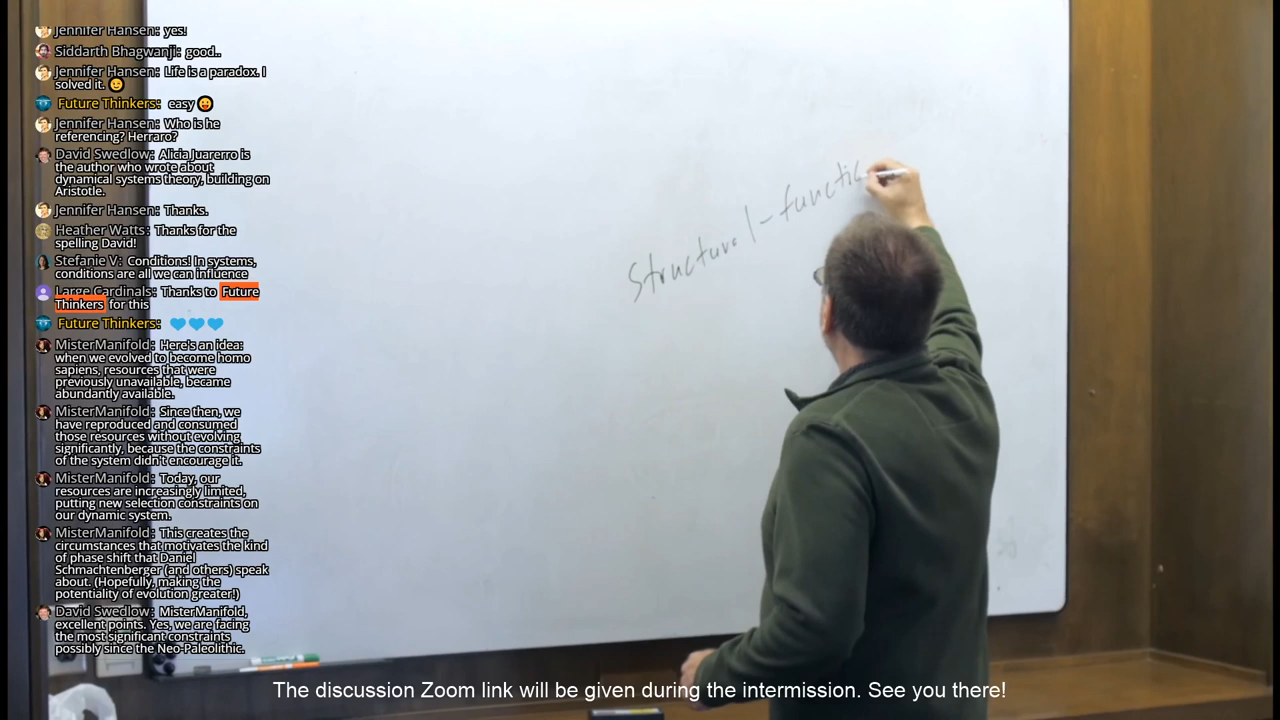 Jennifer Hansen: yes!
Siddarth Bhagwanji: good..
Jennifer Hansen: Life is a paradox. I
solved it. 😉
Future Thinkers: easy 😛
Jennifer Hansen: Who is he
referencing? Herraro?
David Swedlow: Alicia Juarerro is
the author who wrote about
dynamical systems theory, building on
Aristotle.
Jennifer Hansen: Thanks.
Heather Watts: Thanks for the
spelling David!
Stefanie V: Conditions! In systems,
conditions are all we can influence
Large Cardinals: Thanks to Future
Thinkers for this
Future Thinkers: 💙💙💙
MisterManifold: Here's an idea:
when we evolved to become homo
sapiens, resources that were
previously unavailable, became
abundantly available.
MisterManifold: Since then, we
have reproduced and consumed
those resources without evolving
significantly, because the constraints
of the system didn't encourage it.
MisterManifold: Today, our
resources are increasingly limited,
putting new selection constraints on
our dynamic system.
MisterManifold: This creates the
circumstances that motivates the kind
of phase shift that Daniel
Schmachtenberger (and others) speak
about. (Hopefully, making the
potentiality of evolution greater!)
David Swedlow: MisterManifold,
excellent points. Yes, we are facing
the most significant constraints
possibly since the Neo-Paleolithic.
Structural-functio
The discussion Zoom link will be given during the intermission. See you there!